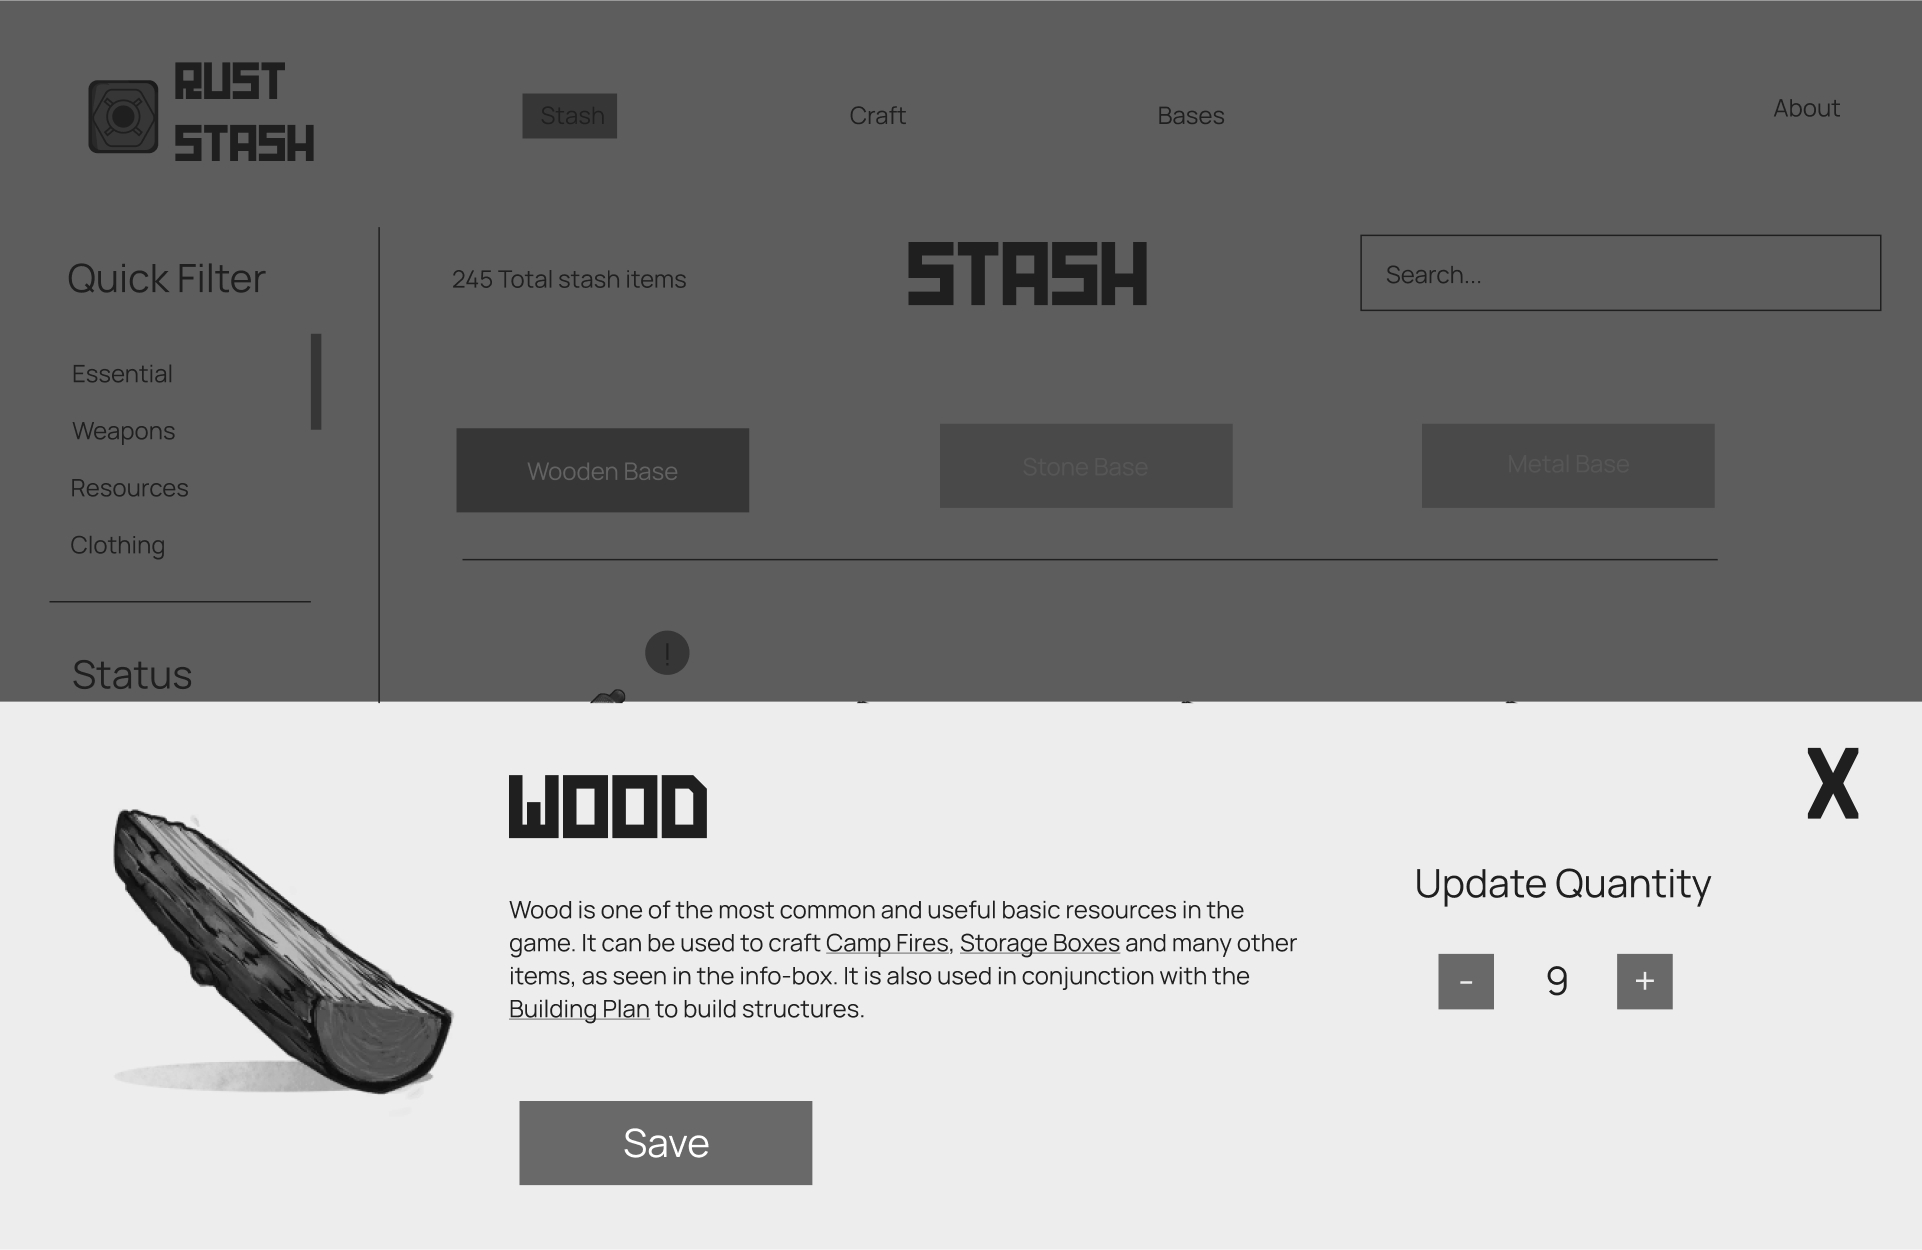 RUST
STASH
Stash
Craft
Bases
About
Quick Filter
245 Total stash items
STASH
Search...
Essential
Weapons
Resources
Clothing
Wooden Base
Stone Base
Metal Base
!
Status
WOOD
X
Wood is one of the most common and useful basic resources in the
game. It can be used to craft Camp Fires, Storage Boxes and many other
items, as seen in the info-box. It is also used in conjunction with the
Building Plan to build structures.
Update Quantity
- 9 +
Save